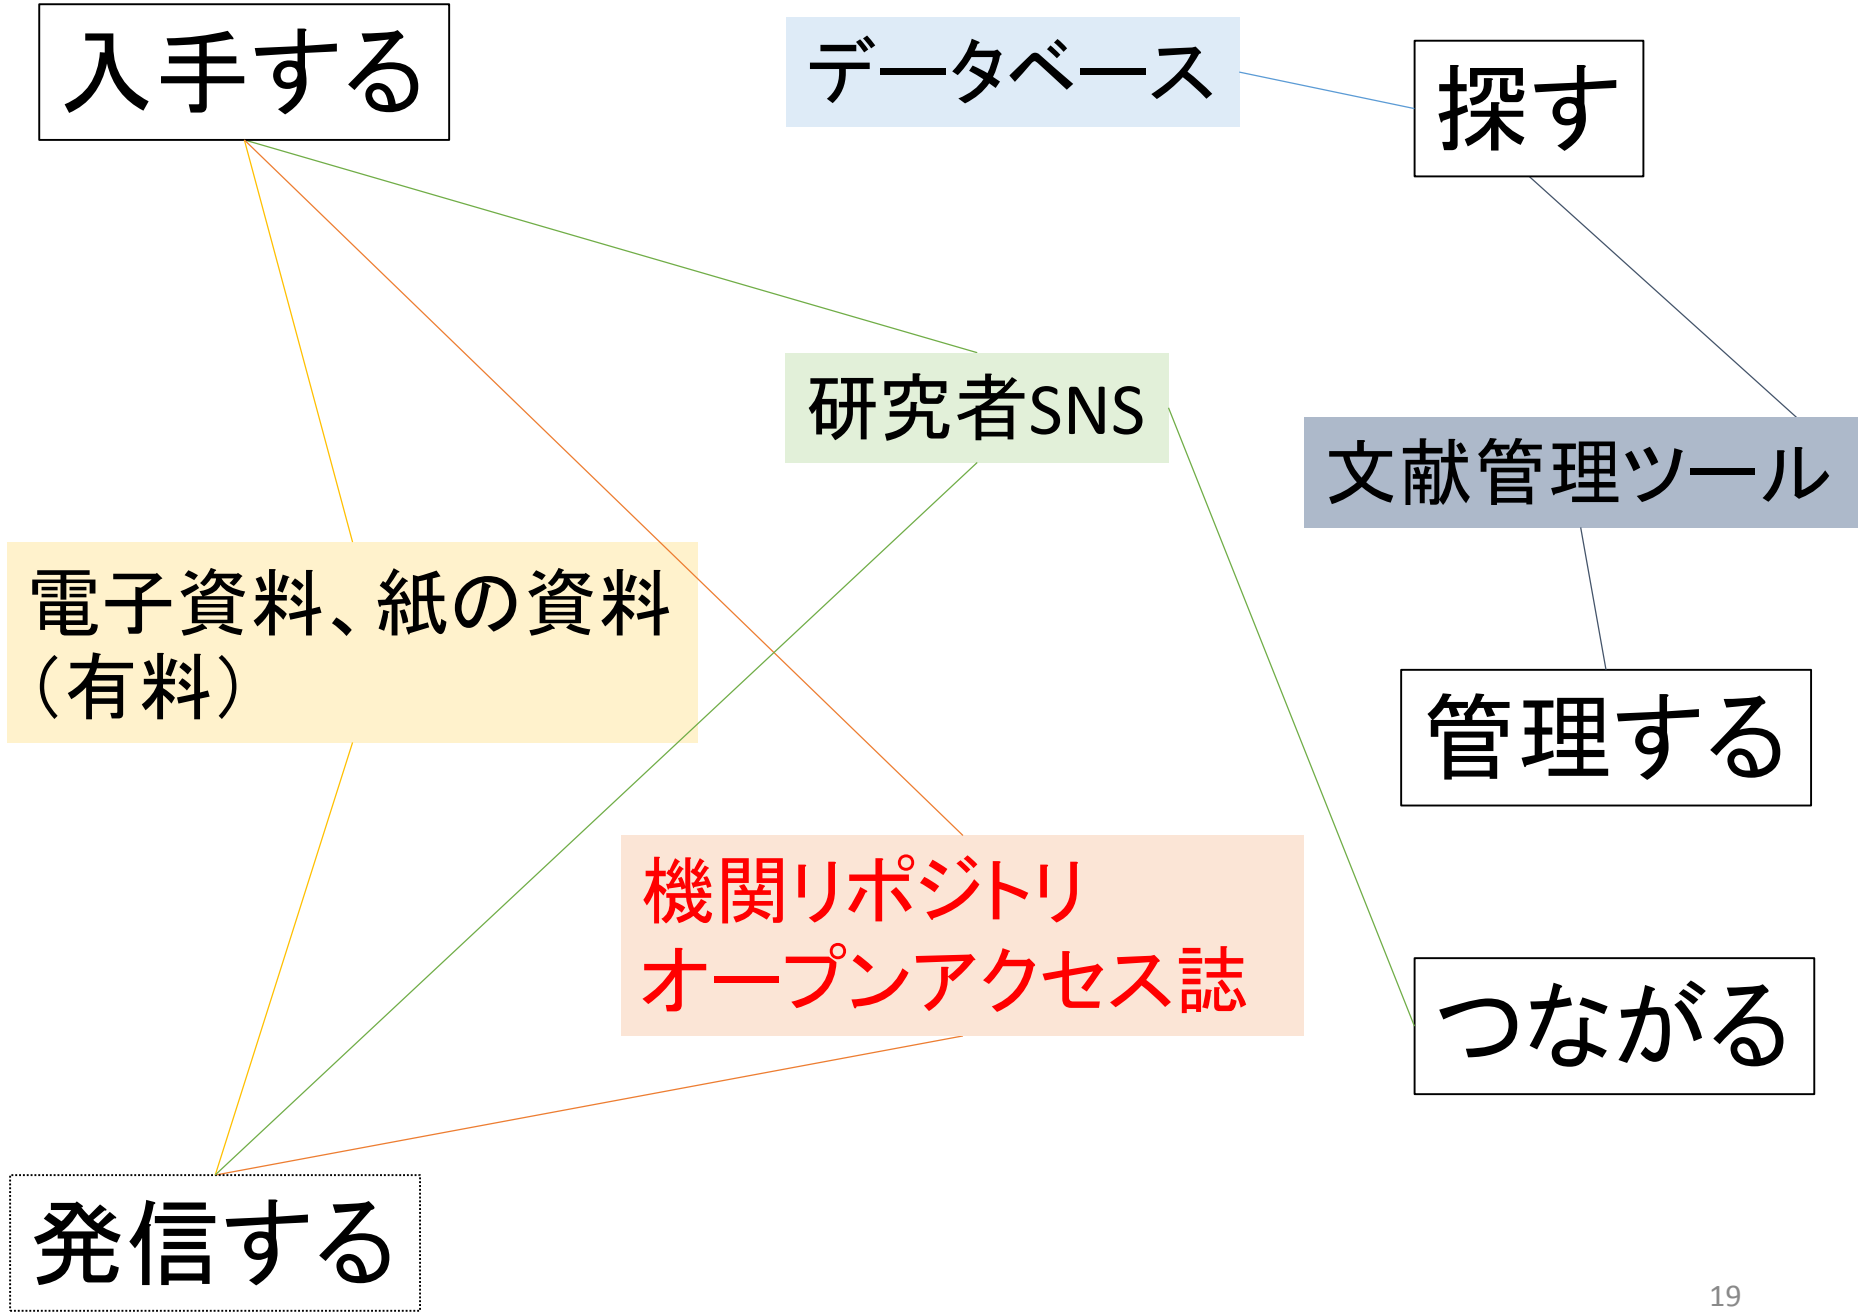 入手する
データベース
探す
研究者SNS
文献管理ツール
電子資料、紙の資料
（有料）
管理する
機関リポジトリ
オープンアクセス誌
つながる
発信する
19